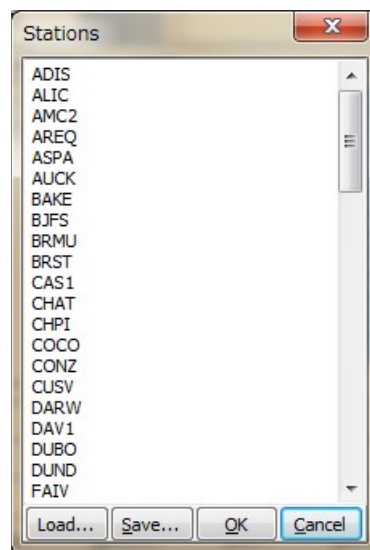 Stations
ADIS
ALIC
AMC2
AREQ
ASPA
AUCK
BAKE
BJFS
BRMU
BRST
CAS1
CHAT
CHPI
COCO
CONZ
CUSV
DARW
DAV1
DUBO
DUND
FAIV
Load... Save... OK Cancel